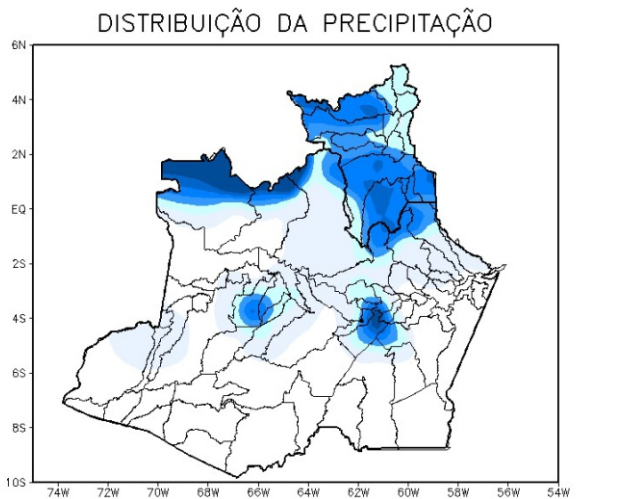 DISTRIBUIÇÃO DA PRECIPITAÇÃO
6N
4N
2N
EQ
2S
4S
6S
8S
10S
74W 72W 70W 68W 66W 64W 62W 60W 58W 56W 54W